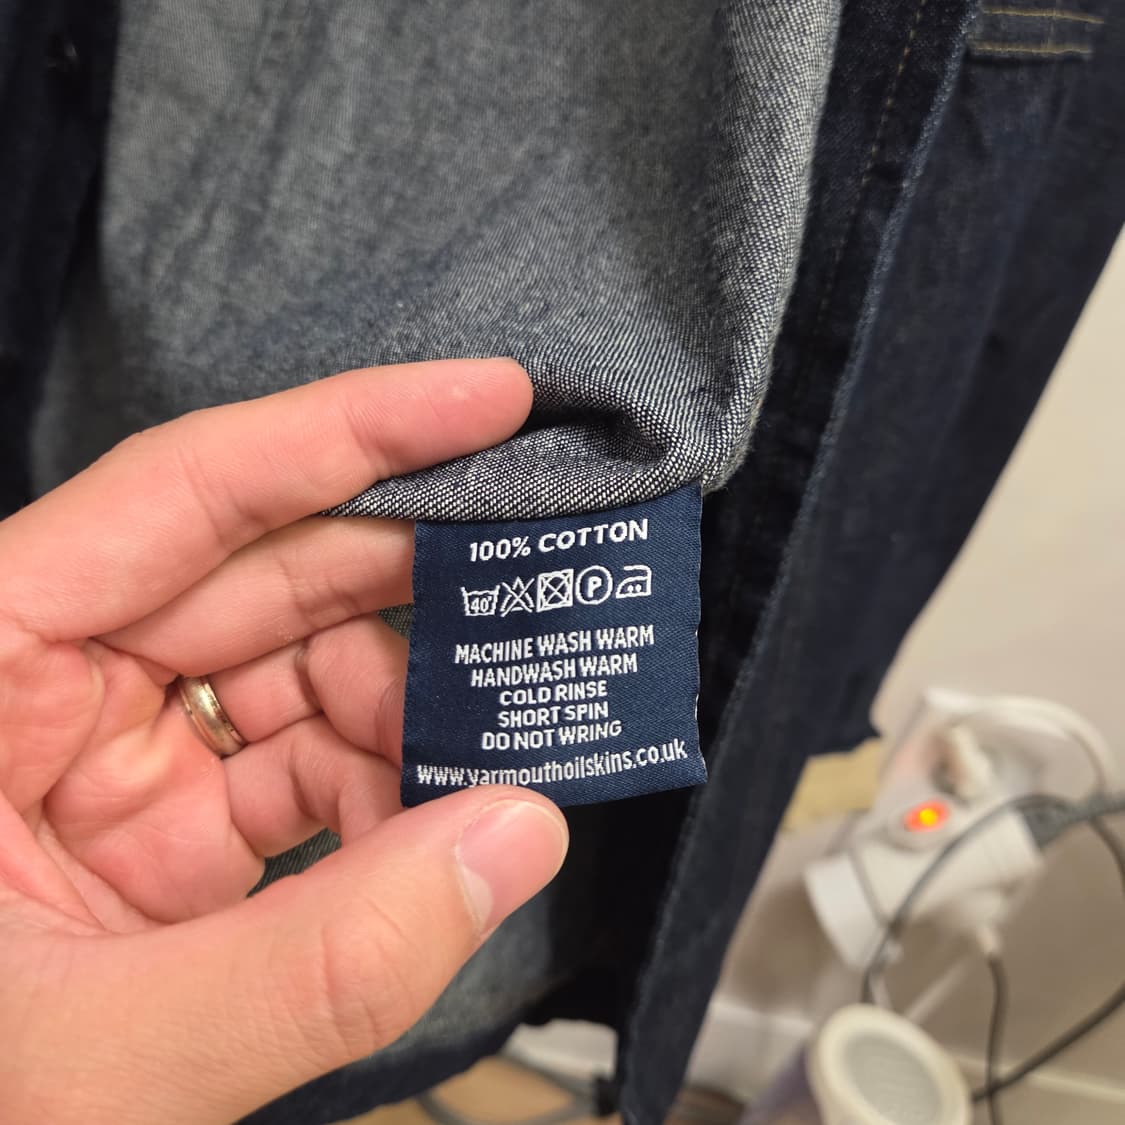 100% COTTON
40° P
MACHINE WASH WARM
HANDWASH WARM
COLD RINSE
SHORT SPIN
DO NOT WRING
www.yarmouthoilskins.co.uk